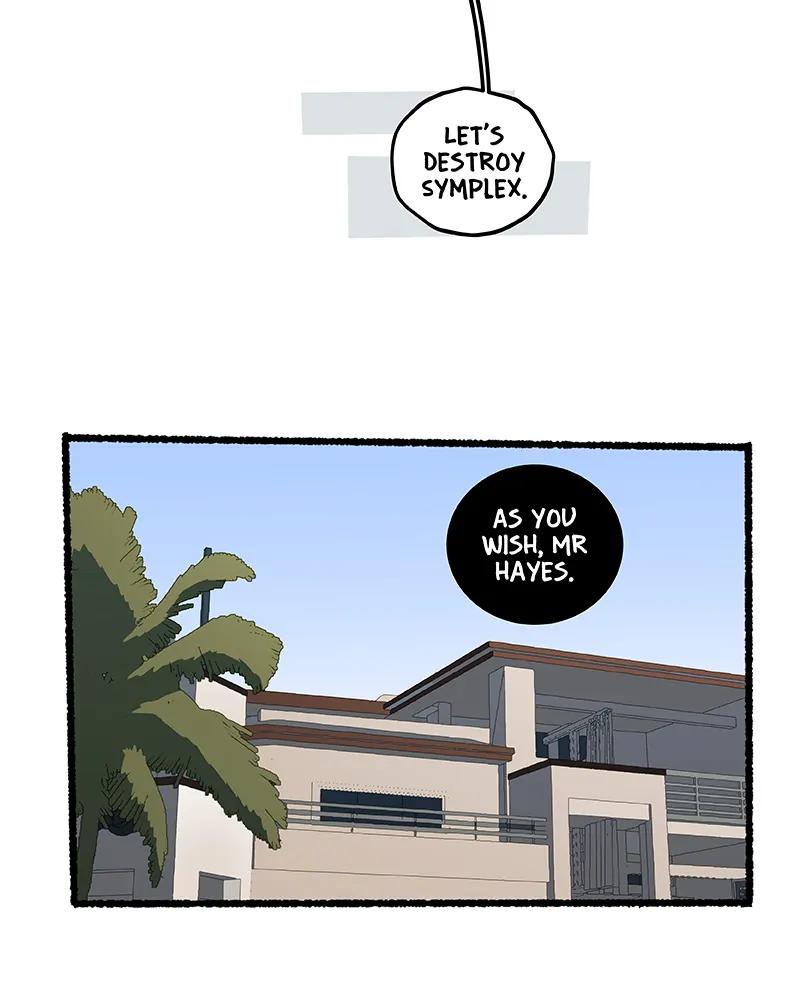 LET'S
DESTROY
SYMPLEX.
AS YOU
WISH, MR
HAYES.